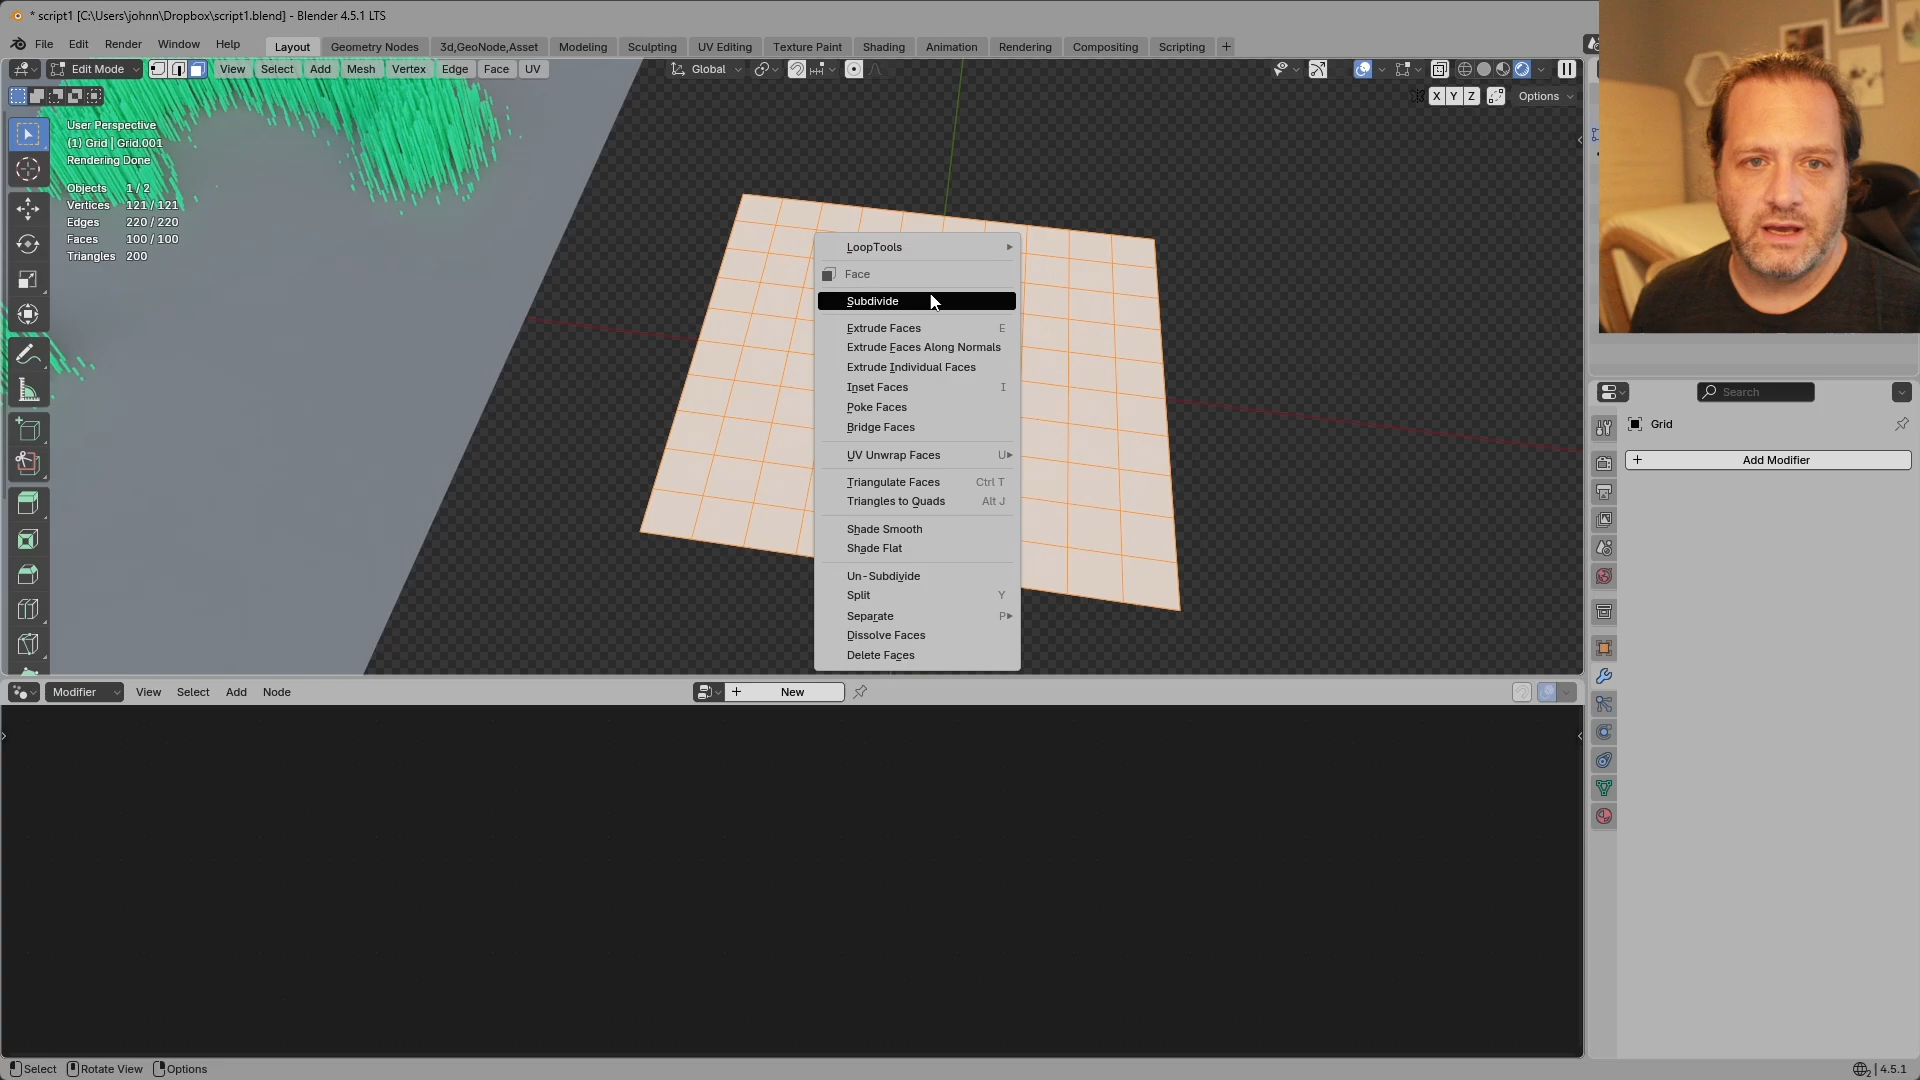 * script1 [C:\Users\johnn\Dropbox\script1.blend] - Blender 4.5.1 LTS
File Edit Render Window Help Layout Geometry Nodes 3d,GeoNode,Asset Modeling Sculpting UV Editing Texture Paint Shading Animation Rendering Compositing Scripting +
Edit Mode View Select Add Mesh Vertex Edge Face UV Global
X Y Z Options
User Perspective
(1) Grid | Grid.001
Rendering Done
Objects 1 / 2
Vertices 121 / 121
Edges 220 / 220
Faces 100 / 100
Triangles 200
LoopTools
Face
Subdivide
Extrude Faces E
Extrude Faces Along Normals
Extrude Individual Faces
Inset Faces I
Poke Faces
Bridge Faces
UV Unwrap Faces U
Triangulate Faces Ctrl T
Triangles to Quads Alt J
Shade Smooth
Shade Flat
Un-Subdivide
Split Y
Separate P
Dissolve Faces
Delete Faces
Search
Grid
+ Add Modifier
Modifier View Select Add Node + New
Select Rotate View Options 4.5.1